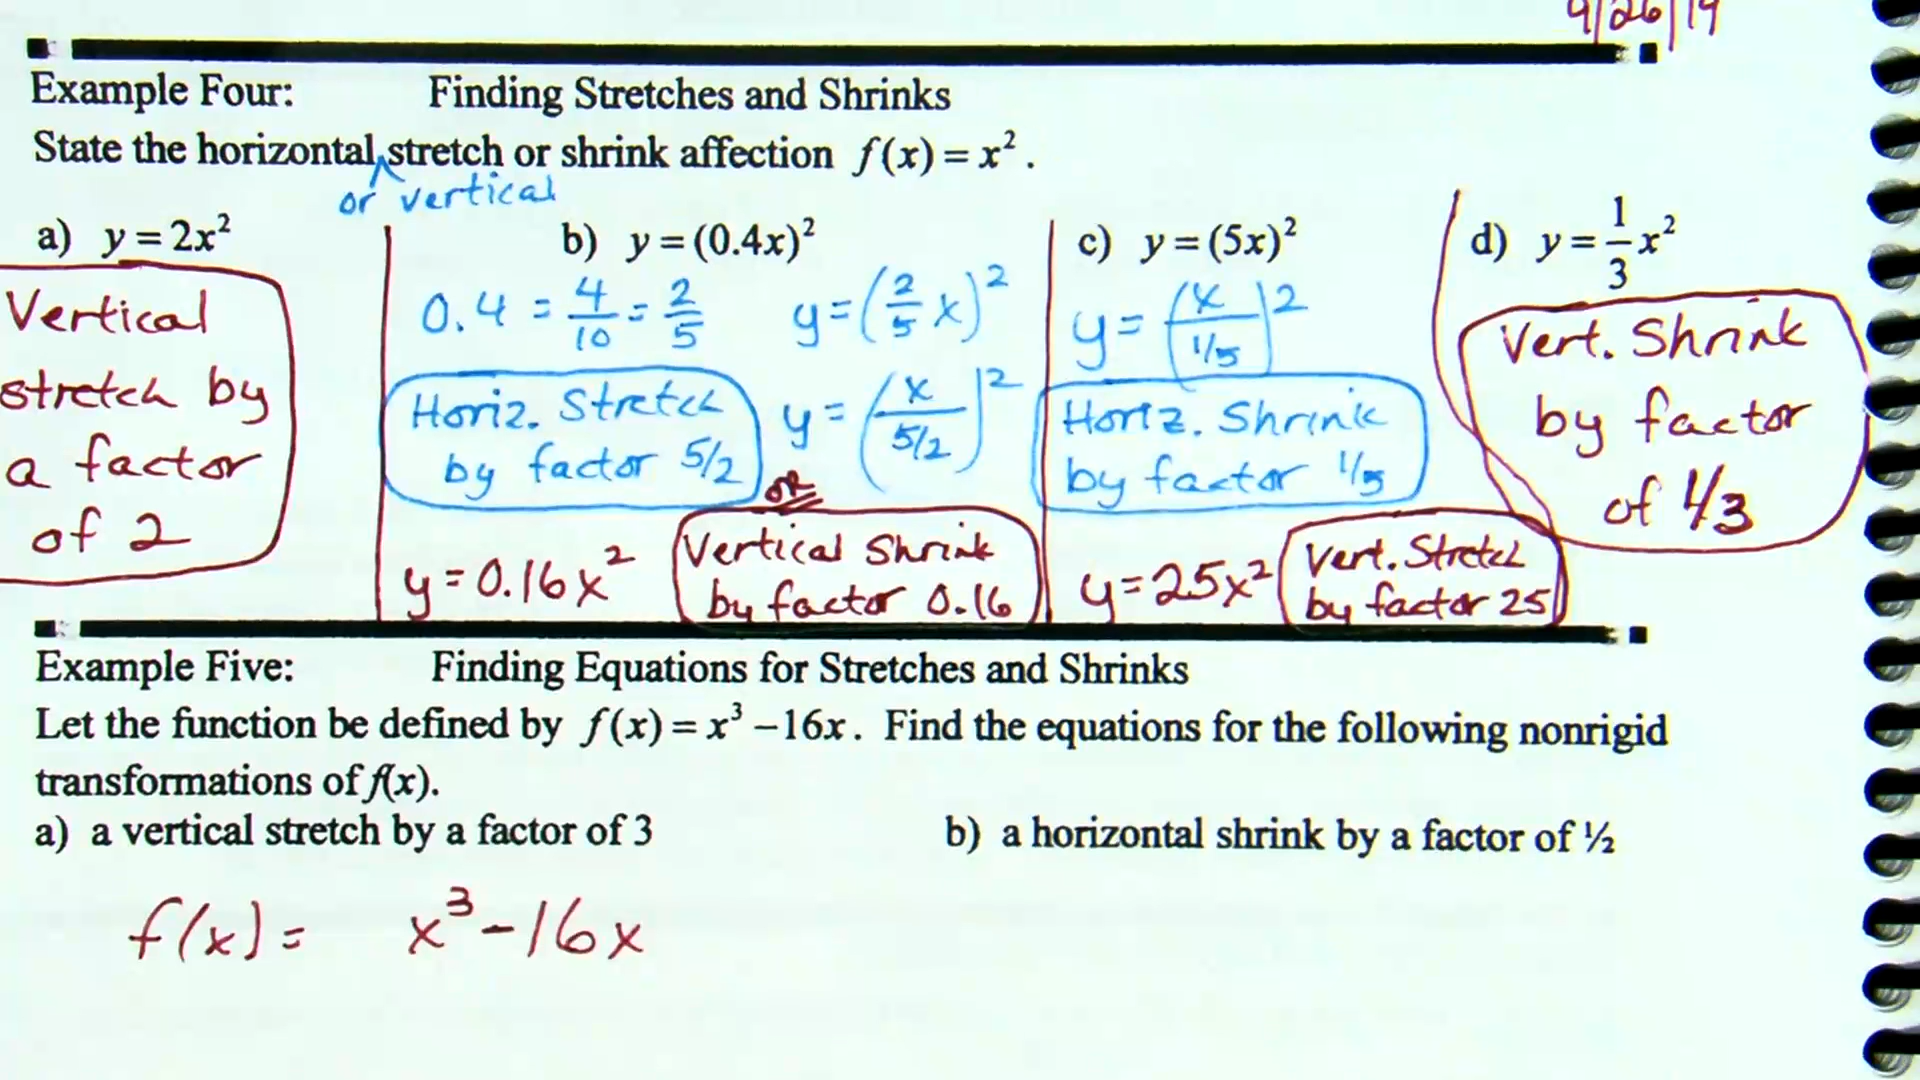 9/26/19
Example Four: Finding Stretches and Shrinks
State the horizontal stretch or shrink affection f(x) = x².
or vertical
a) y = 2x²
Vertical
stretch by
a factor
of 2
b) y = (0.4x)²
0.4 = 4/10 = 2/5 y = (2/5 x)²
y = (x / 5/2)²
Horiz. Stretch
by factor 5/2
or
y = 0.16x²
Vertical Shrink
by factor 0.16
c) y = (5x)²
y = (x / 1/5)²
Horiz. Shrink
by factor 1/5
y = 25x²
Vert. Stretch
by factor 25
d) y = 1/3 x²
Vert. Shrink
by factor
of 1/3
Example Five: Finding Equations for Stretches and Shrinks
Let the function be defined by f(x) = x³ – 16x. Find the equations for the following nonrigid
transformations of f(x).
a) a vertical stretch by a factor of 3
b) a horizontal shrink by a factor of ½
f(x) = x³ - 16x